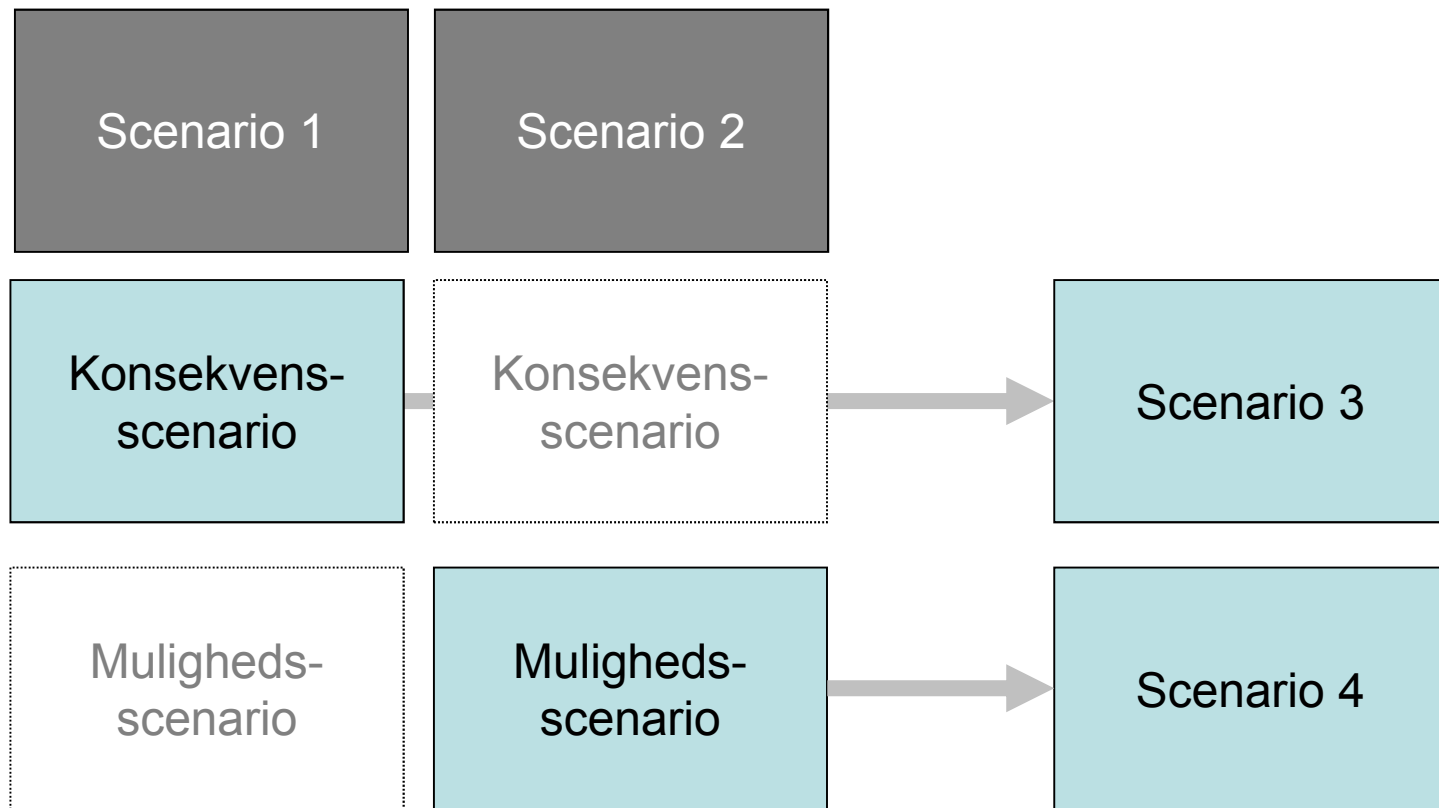 Scenario 1
Scenario 2
Konsekvens-
scenario
Konsekvens-
scenario
Scenario 3
Muligheds-
scenario
Muligheds-
scenario
Scenario 4